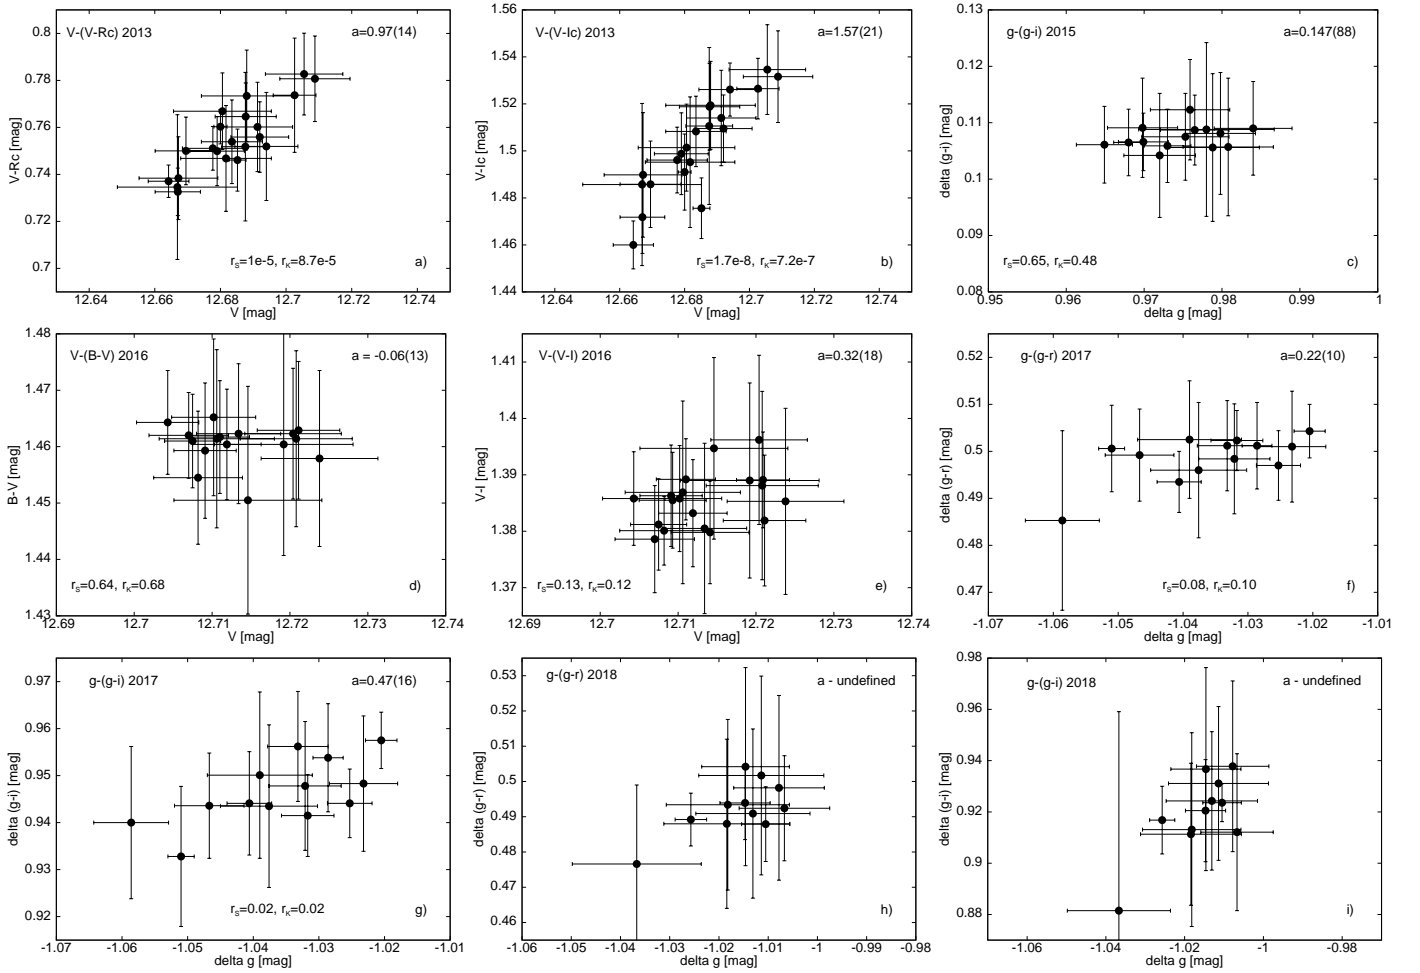 V-(V-Rc) 2013
a=0.97(14)
V-Rc [mag]
0.8
0.78
0.76
0.74
0.72
0.7
rS=1e-5, rK=8.7e-5
a)
12.64 12.66 12.68 12.7 12.72 12.74
V [mag]
V-(V-Ic) 2013
a=1.57(21)
V-Ic [mag]
1.56
1.54
1.52
1.5
1.48
1.46
1.44
rS=1.7e-8, rK=7.2e-7
b)
12.64 12.66 12.68 12.7 12.72 12.74
V [mag]
g-(g-i) 2015
a=0.147(88)
delta (g-i) [mag]
0.13
0.12
0.11
0.1
0.09
0.08
rS=0.65, rK=0.48
c)
0.95 0.96 0.97 0.98 0.99 1
delta g [mag]
V-(B-V) 2016
a = -0.06(13)
B-V [mag]
1.48
1.47
1.46
1.45
1.44
1.43
rS=0.64, rK=0.68
d)
12.69 12.7 12.71 12.72 12.73 12.74
V [mag]
V-(V-I) 2016
a=0.32(18)
V-I [mag]
1.41
1.4
1.39
1.38
1.37
rS=0.13, rK=0.12
e)
12.69 12.7 12.71 12.72 12.73 12.74
V [mag]
g-(g-r) 2017
a=0.22(10)
delta (g-r) [mag]
0.52
0.51
0.5
0.49
0.48
0.47
rS=0.08, rK=0.10
f)
-1.07 -1.06 -1.05 -1.04 -1.03 -1.02 -1.01
delta g [mag]
g-(g-i) 2017
a=0.47(16)
delta (g-i) [mag]
0.97
0.96
0.95
0.94
0.93
0.92
rS=0.02, rK=0.02
g)
-1.07 -1.06 -1.05 -1.04 -1.03 -1.02 -1.01
delta g [mag]
g-(g-r) 2018
a - undefined
delta (g-r) [mag]
0.53
0.52
0.51
0.5
0.49
0.48
0.47
0.46
h)
-1.06 -1.05 -1.04 -1.03 -1.02 -1.01 -1 -0.99 -0.98
delta g [mag]
g-(g-i) 2018
a - undefined
delta (g-i) [mag]
0.98
0.96
0.94
0.92
0.9
0.88
i)
-1.06 -1.04 -1.02 -1 -0.98
delta g [mag]